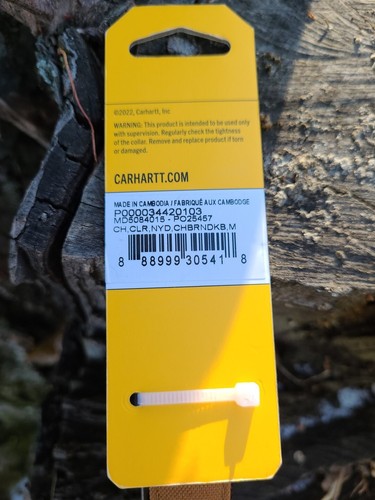 ©2022, Carhartt, Inc
WARNING: This product is intended to be used only
with supervision. Regularly check the tightness
of the collar. Remove and replace product if torn
or damaged.
CARHARTT.COM
MADE IN CAMBODIA / FABRIQUÉ AUX CAMBODGE
P000034420103
MD5084015 - PO25457
CH,CLR,NYD,CHBRNDKB,M
8 88999 30541 8